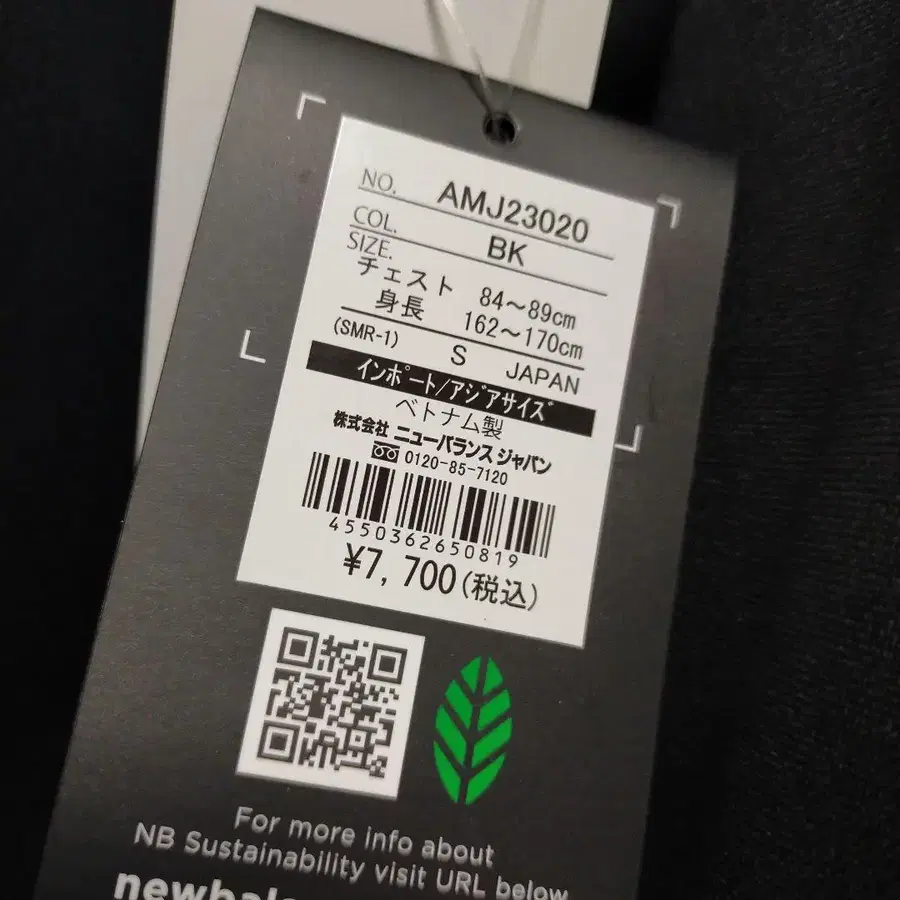 NO. AMJ23020
COL. BK
SIZE.
チェスト 84～89cm
身長 162～170cm
(SMR-1) S JAPAN
インポート/アジアサイズ
ベトナム製
株式会社 ニューバランス ジャパン
0120-85-7120
4550362650819
¥7,700(税込)
For more info about
NB Sustainability visit URL below
newbal